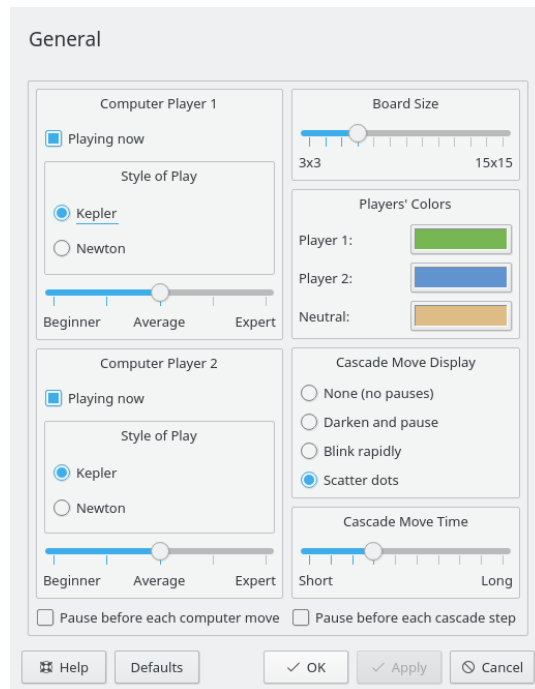 General
Computer Player 1
Playing now
Style of Play
Kepler
Newton
Beginner Average Expert
Computer Player 2
Playing now
Style of Play
Kepler
Newton
Beginner Average Expert
Pause before each computer move
Board Size
3x3 15x15
Players' Colors
Player 1:
Player 2:
Neutral:
Cascade Move Display
None (no pauses)
Darken and pause
Blink rapidly
Scatter dots
Cascade Move Time
Short Long
Pause before each cascade step
Help Defaults OK Apply Cancel